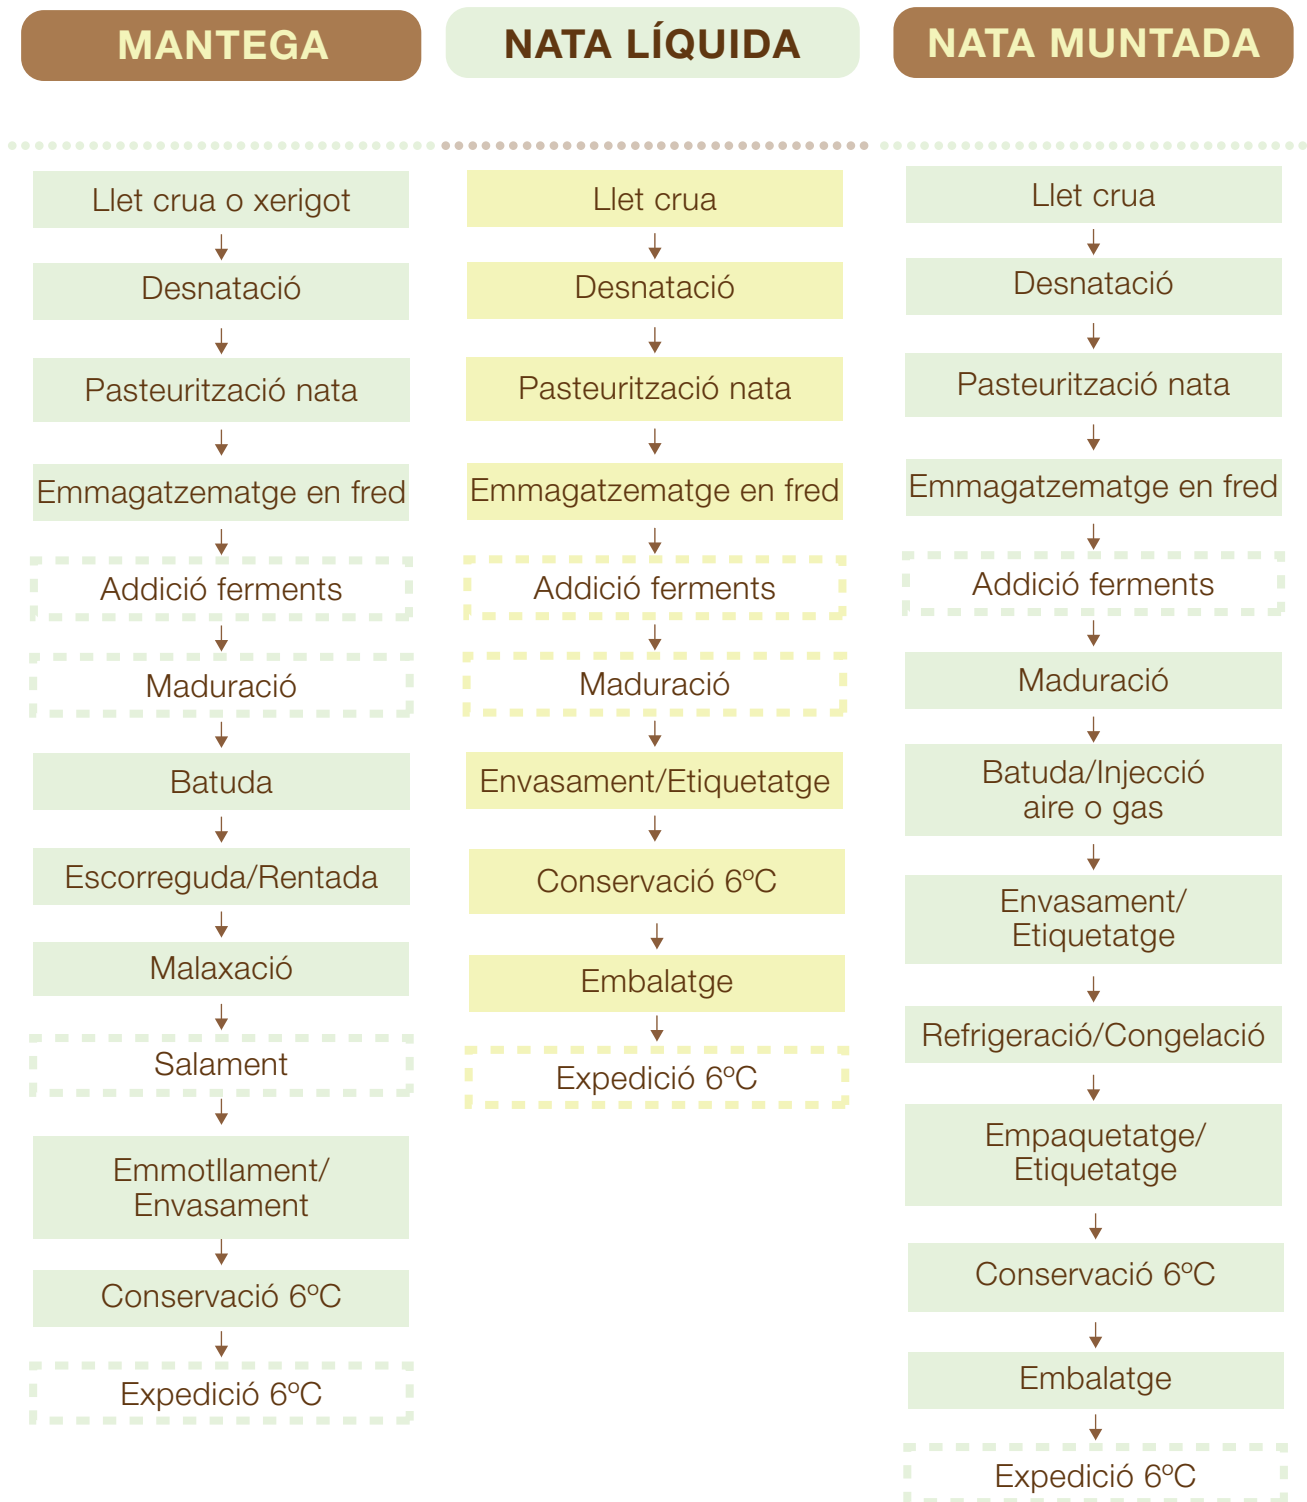 MANTEGA
Llet crua o xerigot
Desnatació
Pasteurització nata
Emmagatzematge en fred
Addició ferments
Maduració
Batuda
Escorreguda/Rentada
Malaxació
Salament
Emmotllament/
Envasament
Conservació 6ºC
Expedició 6ºC
NATA LÍQUIDA
Llet crua
Desnatació
Pasteurització nata
Emmagatzematge en fred
Addició ferments
Maduració
Envasament/Etiquetatge
Conservació 6ºC
Embalatge
Expedició 6ºC
NATA MUNTADA
Llet crua
Desnatació
Pasteurització nata
Emmagatzematge en fred
Addició ferments
Maduració
Batuda/Injecció
aire o gas
Envasament/
Etiquetatge
Refrigeració/Congelació
Empaquetatge/
Etiquetatge
Conservació 6ºC
Embalatge
Expedició 6ºC